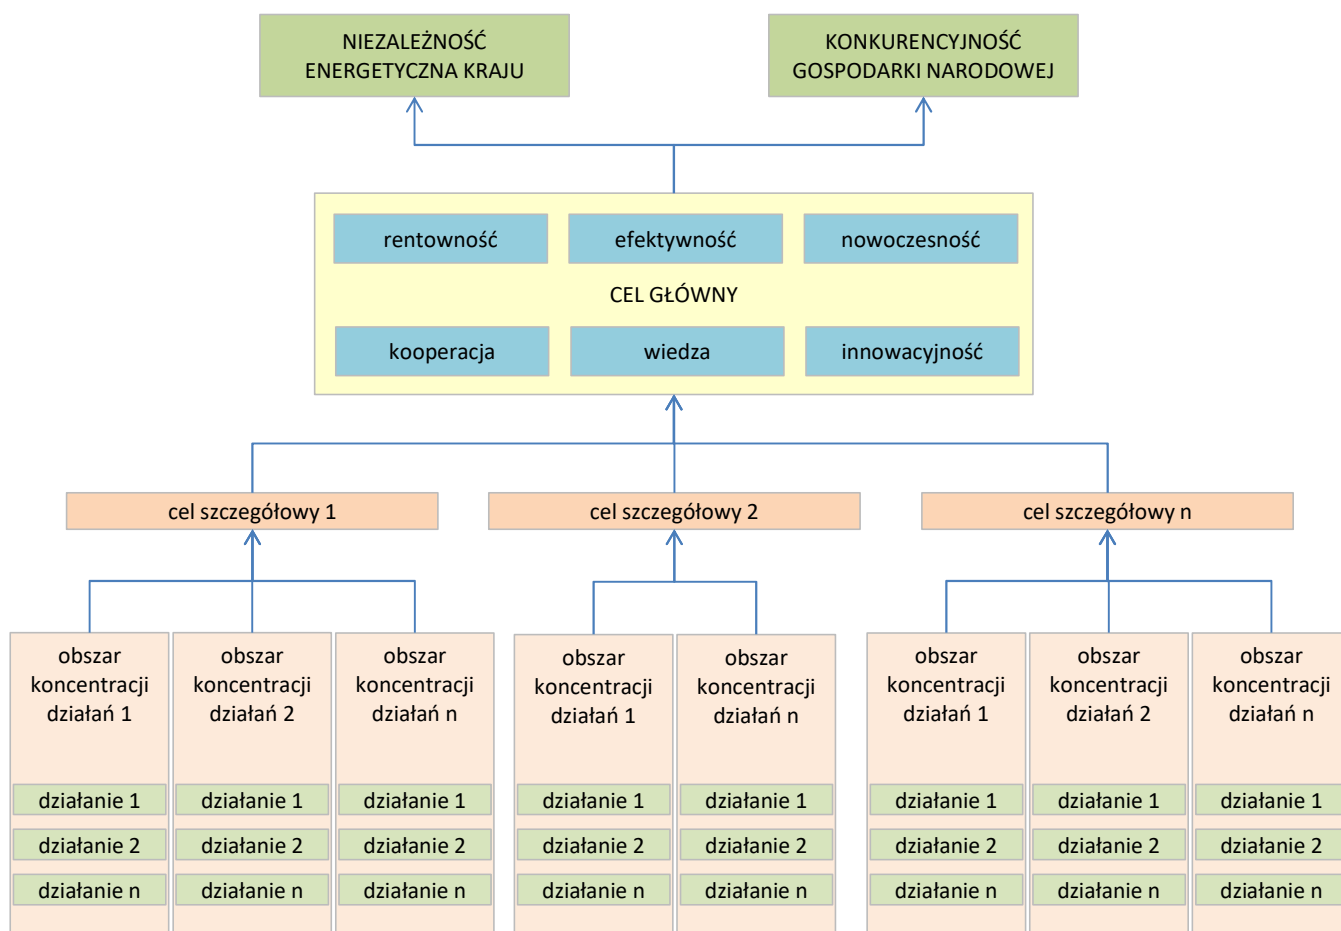 NIEZALEŻNOŚĆ
ENERGETYCZNA KRAJU
KONKURENCYJNOŚĆ
GOSPODARKI NARODOWEJ
rentowność
efektywność
nowoczesność
CEL GŁÓWNY
kooperacja
wiedza
innowacyjność
cel szczegółowy 1
cel szczegółowy 2
cel szczegółowy n
obszar
koncentracji
działań 1
obszar
koncentracji
działań 2
obszar
koncentracji
działań n
obszar
koncentracji
działań 1
obszar
koncentracji
działań n
obszar
koncentracji
działań 1
obszar
koncentracji
działań 2
obszar
koncentracji
działań n
działanie 1
działanie 1
działanie 1
działanie 1
działanie 1
działanie 1
działanie 1
działanie 1
działanie 2
działanie 2
działanie 2
działanie 2
działanie 2
działanie 2
działanie 2
działanie 2
działanie n
działanie n
działanie n
działanie n
działanie n
działanie n
działanie n
działanie n